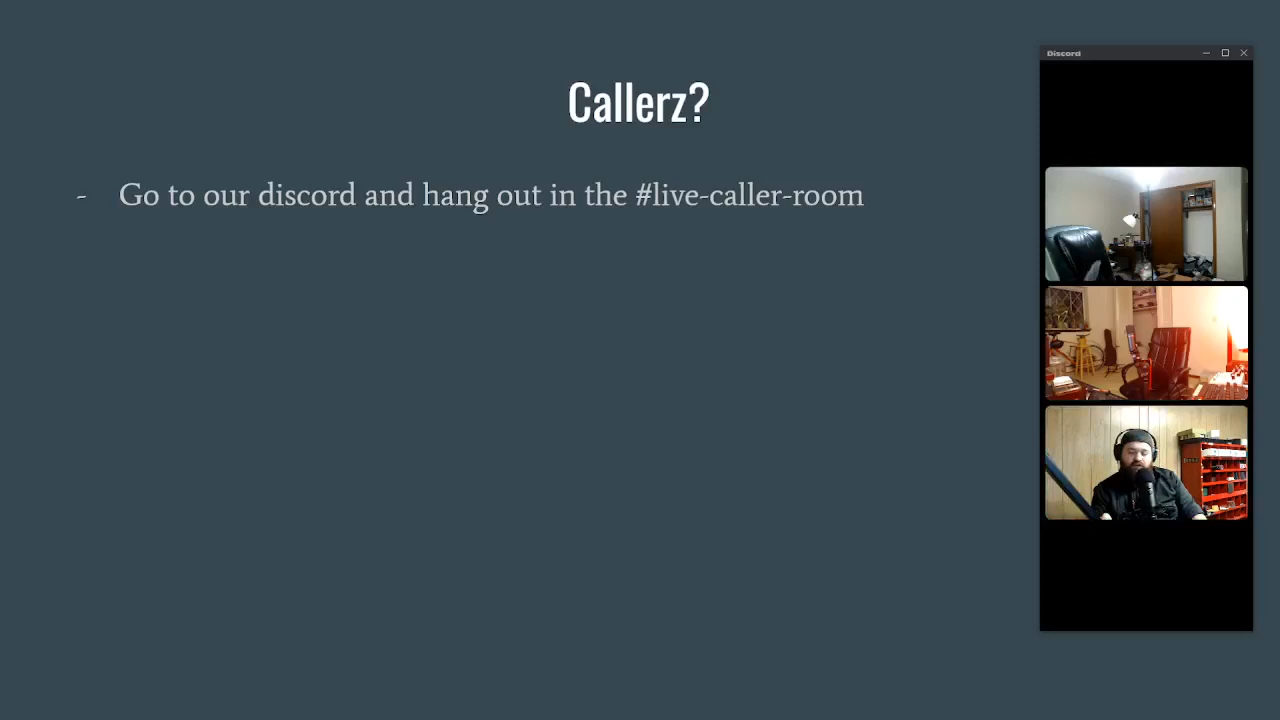 Callerz?
- Go to our discord and hang out in the #live-caller-room
Discord